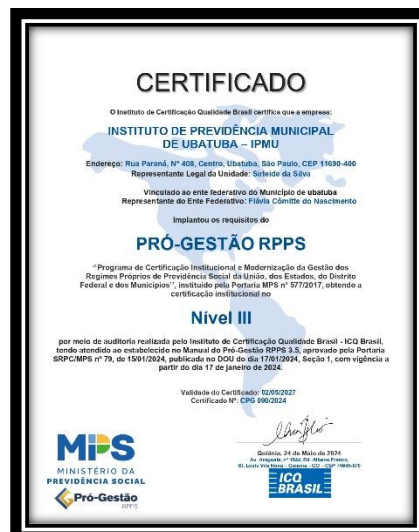 CERTIFICADO
O Instituto de Certificação Qualidade Brasil certifica que a empresa:
INSTITUTO DE PREVIDÊNCIA MUNICIPAL
DE UBATUBA – IPMU
Endereço: Rua Paraná, Nº 408, Centro, Ubatuba, São Paulo, CEP 11690-400
Representante Legal da Unidade: Sirleide da Silva
Vinculado ao ente federativo do Município de ubatuba
Representante do Ente Federativo: Flávia Cômitte do Nascimento
Implantou os requisitos do
PRÓ-GESTÃO RPPS
"Programa de Certificação Institucional e Modernização da Gestão dos
Regimes Próprios de Previdência Social da União, dos Estados, do Distrito
Federal e dos Municípios", instituído pela Portaria MPS nº 577/2017, obtendo a
certificação institucional no
Nível III
por meio de auditoria realizada pelo Instituto de Certificação Qualidade Brasil - ICQ Brasil,
tendo atendido ao estabelecido no Manual do Pró-Gestão RPPS 3.5, aprovado pela Portaria
SRPC/MPS nº 79, de 15/01/2024, publicada no DOU do dia 17/01/2024, Seção 1, com vigência a
partir do dia 17 de janeiro de 2024.
Validade do Certificado: 02/05/2027
Certificado Nº: CPG 090/2024
Goiânia, 24 de Maio de 2024
MPS
MINISTÉRIO DA
PREVIDÊNCIA SOCIAL
Pró-Gestão
RPPS
ICQ
BRASIL